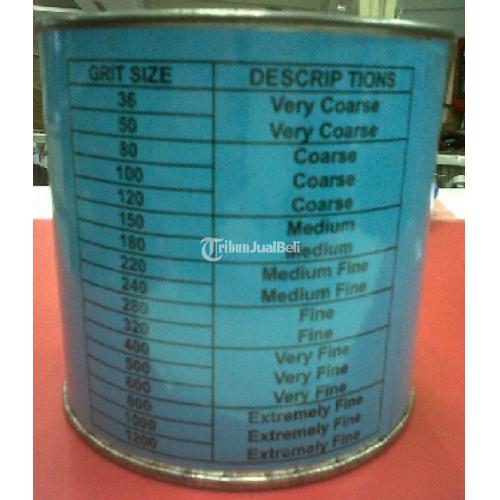 GRIT SIZE DESCRIP TIONS
36 Very Coarse
50 Very Coarse
80 Coarse
100 Coarse
120 Coarse
150 Medium
180 Medium
TribunJualBeli
220 Medium Fine
240 Medium Fine
280 Fine
320 Fine
400 Very Fine
500 Very Fine
600 Very Fine
800 Extremely Fine
1000 Extremely Fine
1200 Extremely Fine